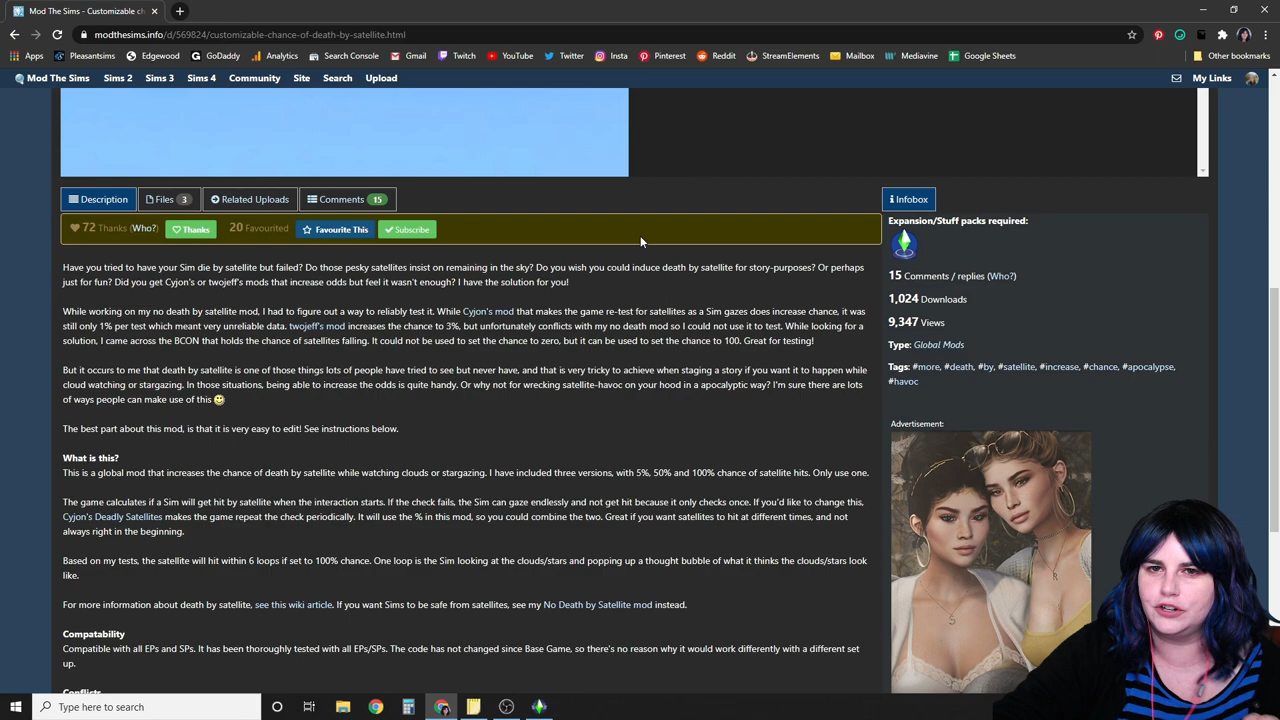 Mod The Sims - Customizable ch
modthesims.info/d/569824/customizable-chance-of-death-by-satellite.html
Apps Pleasantsims Edgewood GoDaddy Analytics Search Console Gmail Twitch YouTube Twitter Insta Pinterest Reddit StreamElements Mailbox Mediavine Google Sheets Other bookmarks
Mod The Sims Sims 2 Sims 3 Sims 4 Community Site Search Upload My Links
Description Files 3 Related Uploads Comments 15 Infobox
72 Thanks (Who?) Thanks 20 Favourited Favourite This Subscribe
Have you tried to have your Sim die by satellite but failed? Do those pesky satellites insist on remaining in the sky? Do you wish you could induce death by satellite for story-purposes? Or perhaps
just for fun? Did you get Cyjon's or twojeff's mods that increase odds but feel it wasn't enough? I have the solution for you!
While working on my no death by satellite mod, I had to figure out a way to reliably test it. While Cyjon's mod that makes the game re-test for satellites as a Sim gazes does increase chance, it was
still only 1% per test which meant very unreliable data. twojeff's mod increases the chance to 3%, but unfortunately conflicts with my no death mod so I could not use it to test. While looking for a
solution, I came across the BCON that holds the chance of satellites falling. It could not be used to set the chance to zero, but it can be used to set the chance to 100. Great for testing!
But it occurs to me that death by satellite is one of those things lots of people have tried to see but never have, and that is very tricky to achieve when staging a story if you want it to happen while
cloud watching or stargazing. In those situations, being able to increase the odds is quite handy. Or why not for wrecking satellite-havoc on your hood in a apocalyptic way? I'm sure there are lots
of ways people can make use of this
The best part about this mod, is that it is very easy to edit! See instructions below.
What is this?
This is a global mod that increases the chance of death by satellite while watching clouds or stargazing. I have included three versions, with 5%, 50% and 100% chance of satellite hits. Only use one.
The game calculates if a Sim will get hit by satellite when the interaction starts. If the check fails, the Sim can gaze endlessly and not get hit because it only checks once. If you'd like to change this,
Cyjon's Deadly Satellites makes the game repeat the check periodically. It will use the % in this mod, so you could combine the two. Great if you want satellites to hit at different times, and not
always right in the beginning.
Based on my tests, the satellite will hit within 6 loops if set to 100% chance. One loop is the Sim looking at the clouds/stars and popping up a thought bubble of what it thinks the clouds/stars look
like.
For more information about death by satellite, see this wiki article. If you want Sims to be safe from satellites, see my No Death by Satellite mod instead.
Compatability
Compatible with all EPs and SPs. It has been thoroughly tested with all EPs/SPs. The code has not changed since Base Game, so there's no reason why it would work differently with a different set
up.
Conflicts
Expansion/Stuff packs required:
15 Comments / replies (Who?)
1,024 Downloads
9,347 Views
Type: Global Mods
Tags: #more, #death, #by, #satellite, #increase, #chance, #apocalypse,
#havoc
Advertisement:
S
R
Type here to search